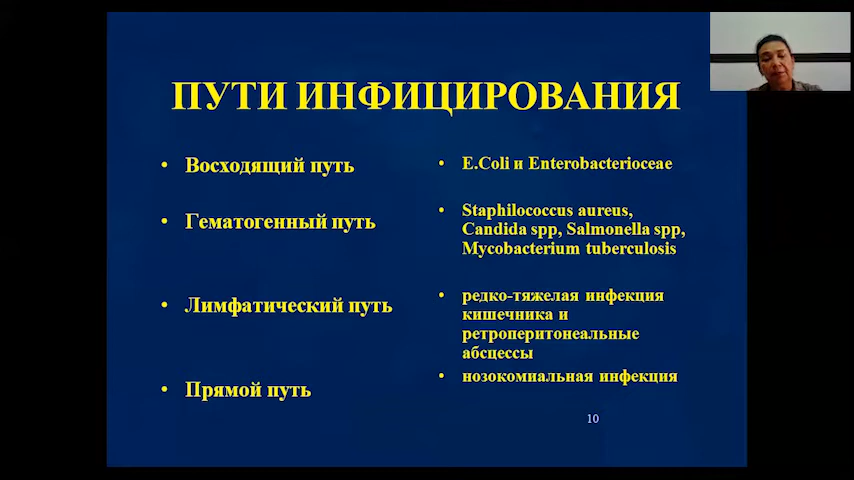 ПУТИ ИНФИЦИРОВАНИЯ
• Восходящий путь
• E.Coli и Enterobacterioceae
• Гематогенный путь
• Staphilococcus aureus,
Candida spp, Salmonella spp,
Mycobacterium tuberculosis
• Лимфатический путь
• редко-тяжелая инфекция
кишечника и
ретроперитонеальные
абсцессы
• Прямой путь
• нозокомиальная инфекция
10